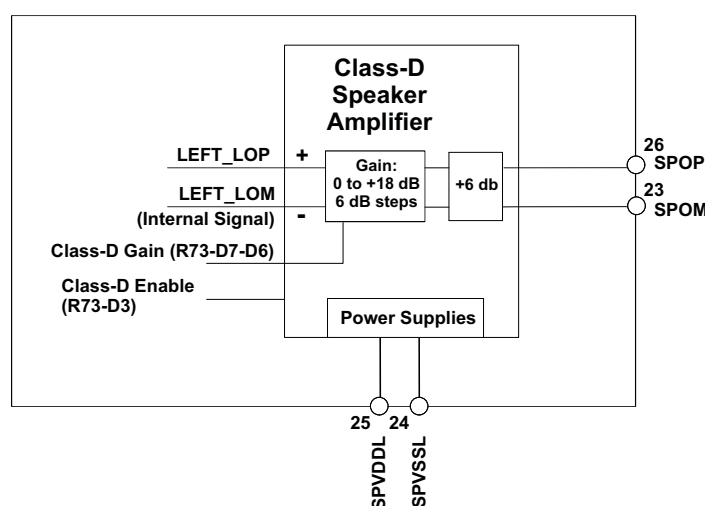 Class-D
Speaker
Amplifier
LEFT_LOP
+
Gain:
0 to +18 dB
6 dB steps
+6 db
26
SPOP
LEFT_LOM
(Internal Signal)
-
23
SPOM
Class-D Gain (R73-D7-D6)
Class-D Enable
(R73-D3)
Power Supplies
25
24
SPVDDL
SPVSSL